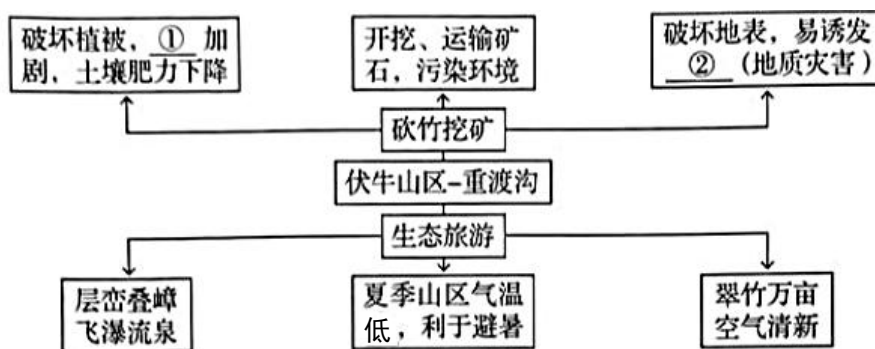 破坏植被，① 加
剧，土壤肥力下降
开挖、运输矿
石，污染环境
破坏地表，易诱发
②（地质灾害）
砍竹挖矿
伏牛山区-重渡沟
生态旅游
层峦叠嶂
飞瀑流泉
夏季山区气温
低，利于避暑
翠竹万亩
空气清新